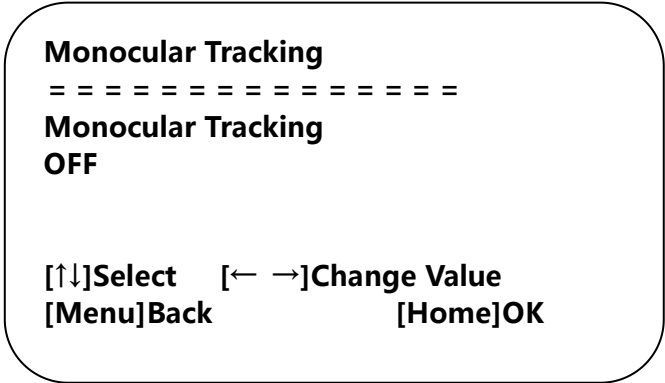 Monocular Tracking
= = = = = = = = = = = = = = =
Monocular Tracking
OFF
[↑↓]Select [← →]Change Value
[Menu]Back [Home]OK